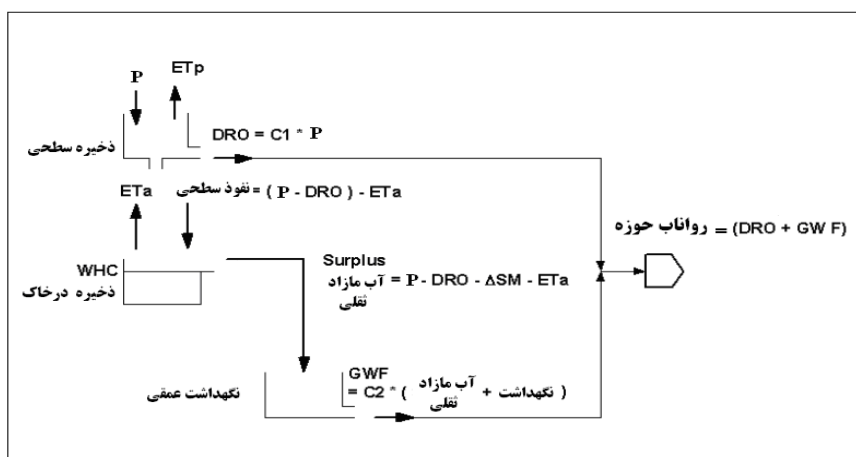 ETp
P
DRO = C1 * P
ذخیره سطحی
ETa
نفوذ سطحی = ( P - DRO ) - ETa
رواناب حوزه = (DRO + GW F)
WHC
ذخیره درخاک
Surplus
آب مازاد ثقلی = P - DRO - ΔSM - ETa
نگهداشت عمقی
GWF
= C2 * ( آب مازاد ثقلی + نگهداشت )